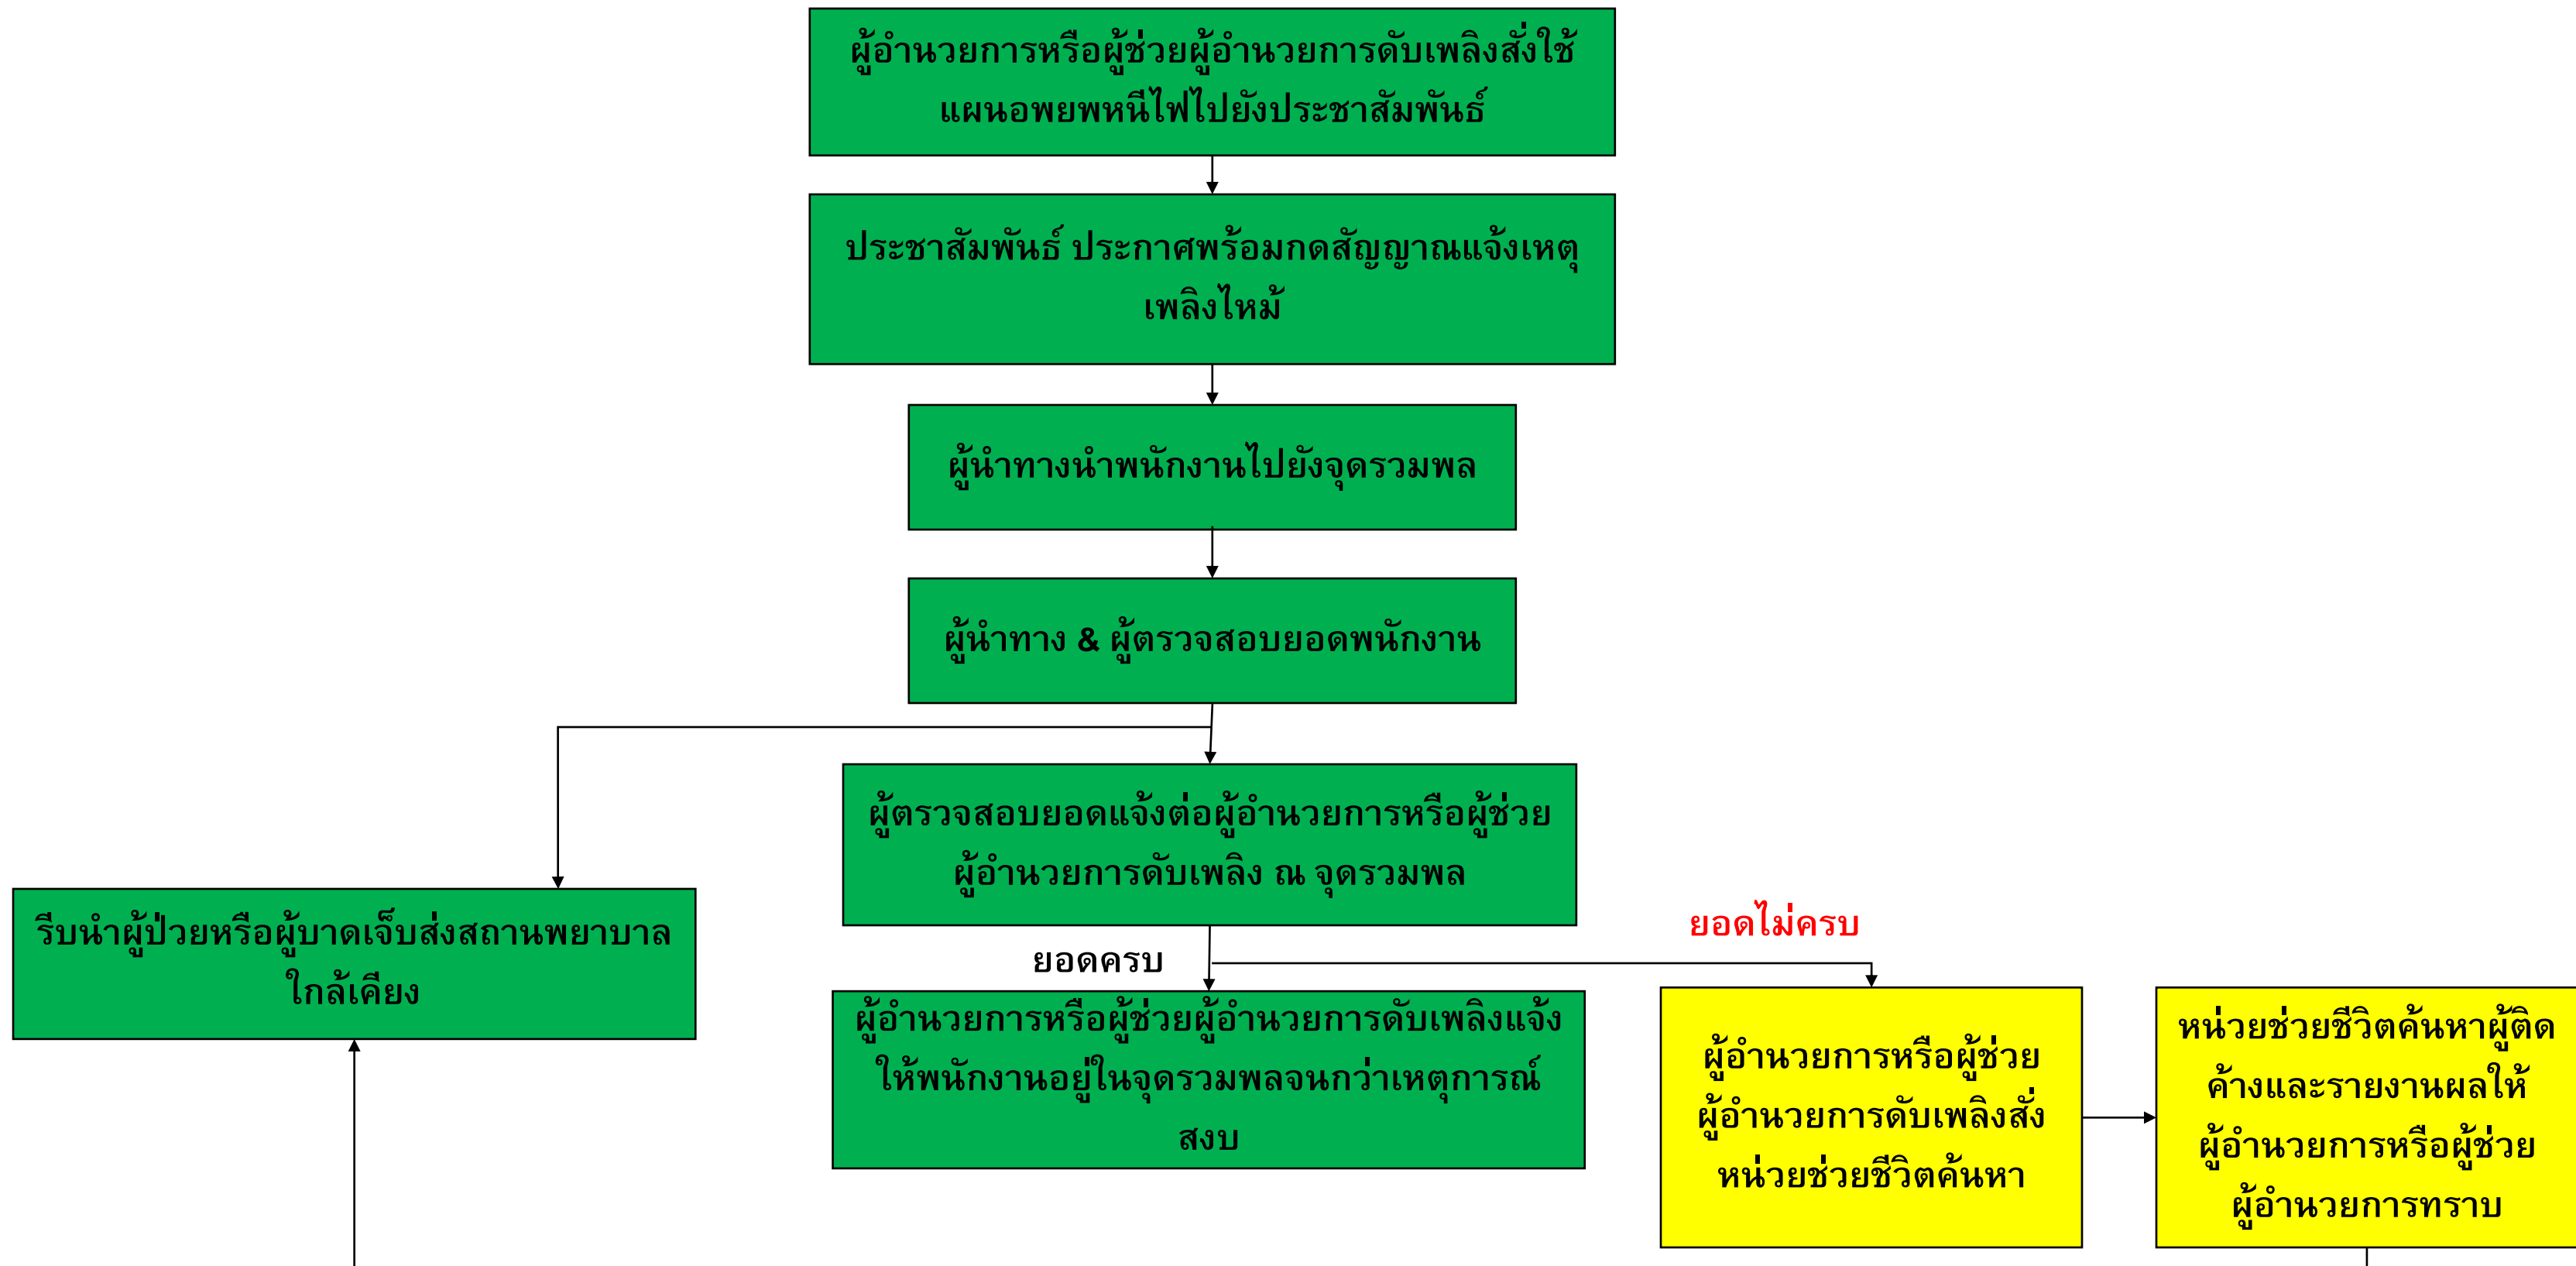 ผู้อำนวยการหรือผู้ช่วยผู้อำนวยการดับเพลิงสั่งใช้
แผนอพยพหนีไฟไปยังประชาสัมพันธ์
ประชาสัมพันธ์ ประกาศพร้อมกดสัญญาณแจ้งเหตุ
เพลิงไหม้
ผู้นำทางนำพนักงานไปยังจุดรวมพล
ผู้นำทาง & ผู้ตรวจสอบยอดพนักงาน
ผู้ตรวจสอบยอดแจ้งต่อผู้อำนวยการหรือผู้ช่วย
ผู้อำนวยการดับเพลิง ณ จุดรวมพล
รีบนำผู้ป่วยหรือผู้บาดเจ็บส่งสถานพยาบาล
ใกล้เคียง
ยอดครบ
ยอดไม่ครบ
ผู้อำนวยการหรือผู้ช่วยผู้อำนวยการดับเพลิงแจ้ง
ให้พนักงานอยู่ในจุดรวมพลจนกว่าเหตุการณ์
สงบ
ผู้อำนวยการหรือผู้ช่วย
ผู้อำนวยการดับเพลิงสั่ง
หน่วยช่วยชีวิตค้นหา
หน่วยช่วยชีวิตค้นหาผู้ติด
ค้างและรายงานผลให้
ผู้อำนวยการหรือผู้ช่วย
ผู้อำนวยการทราบ